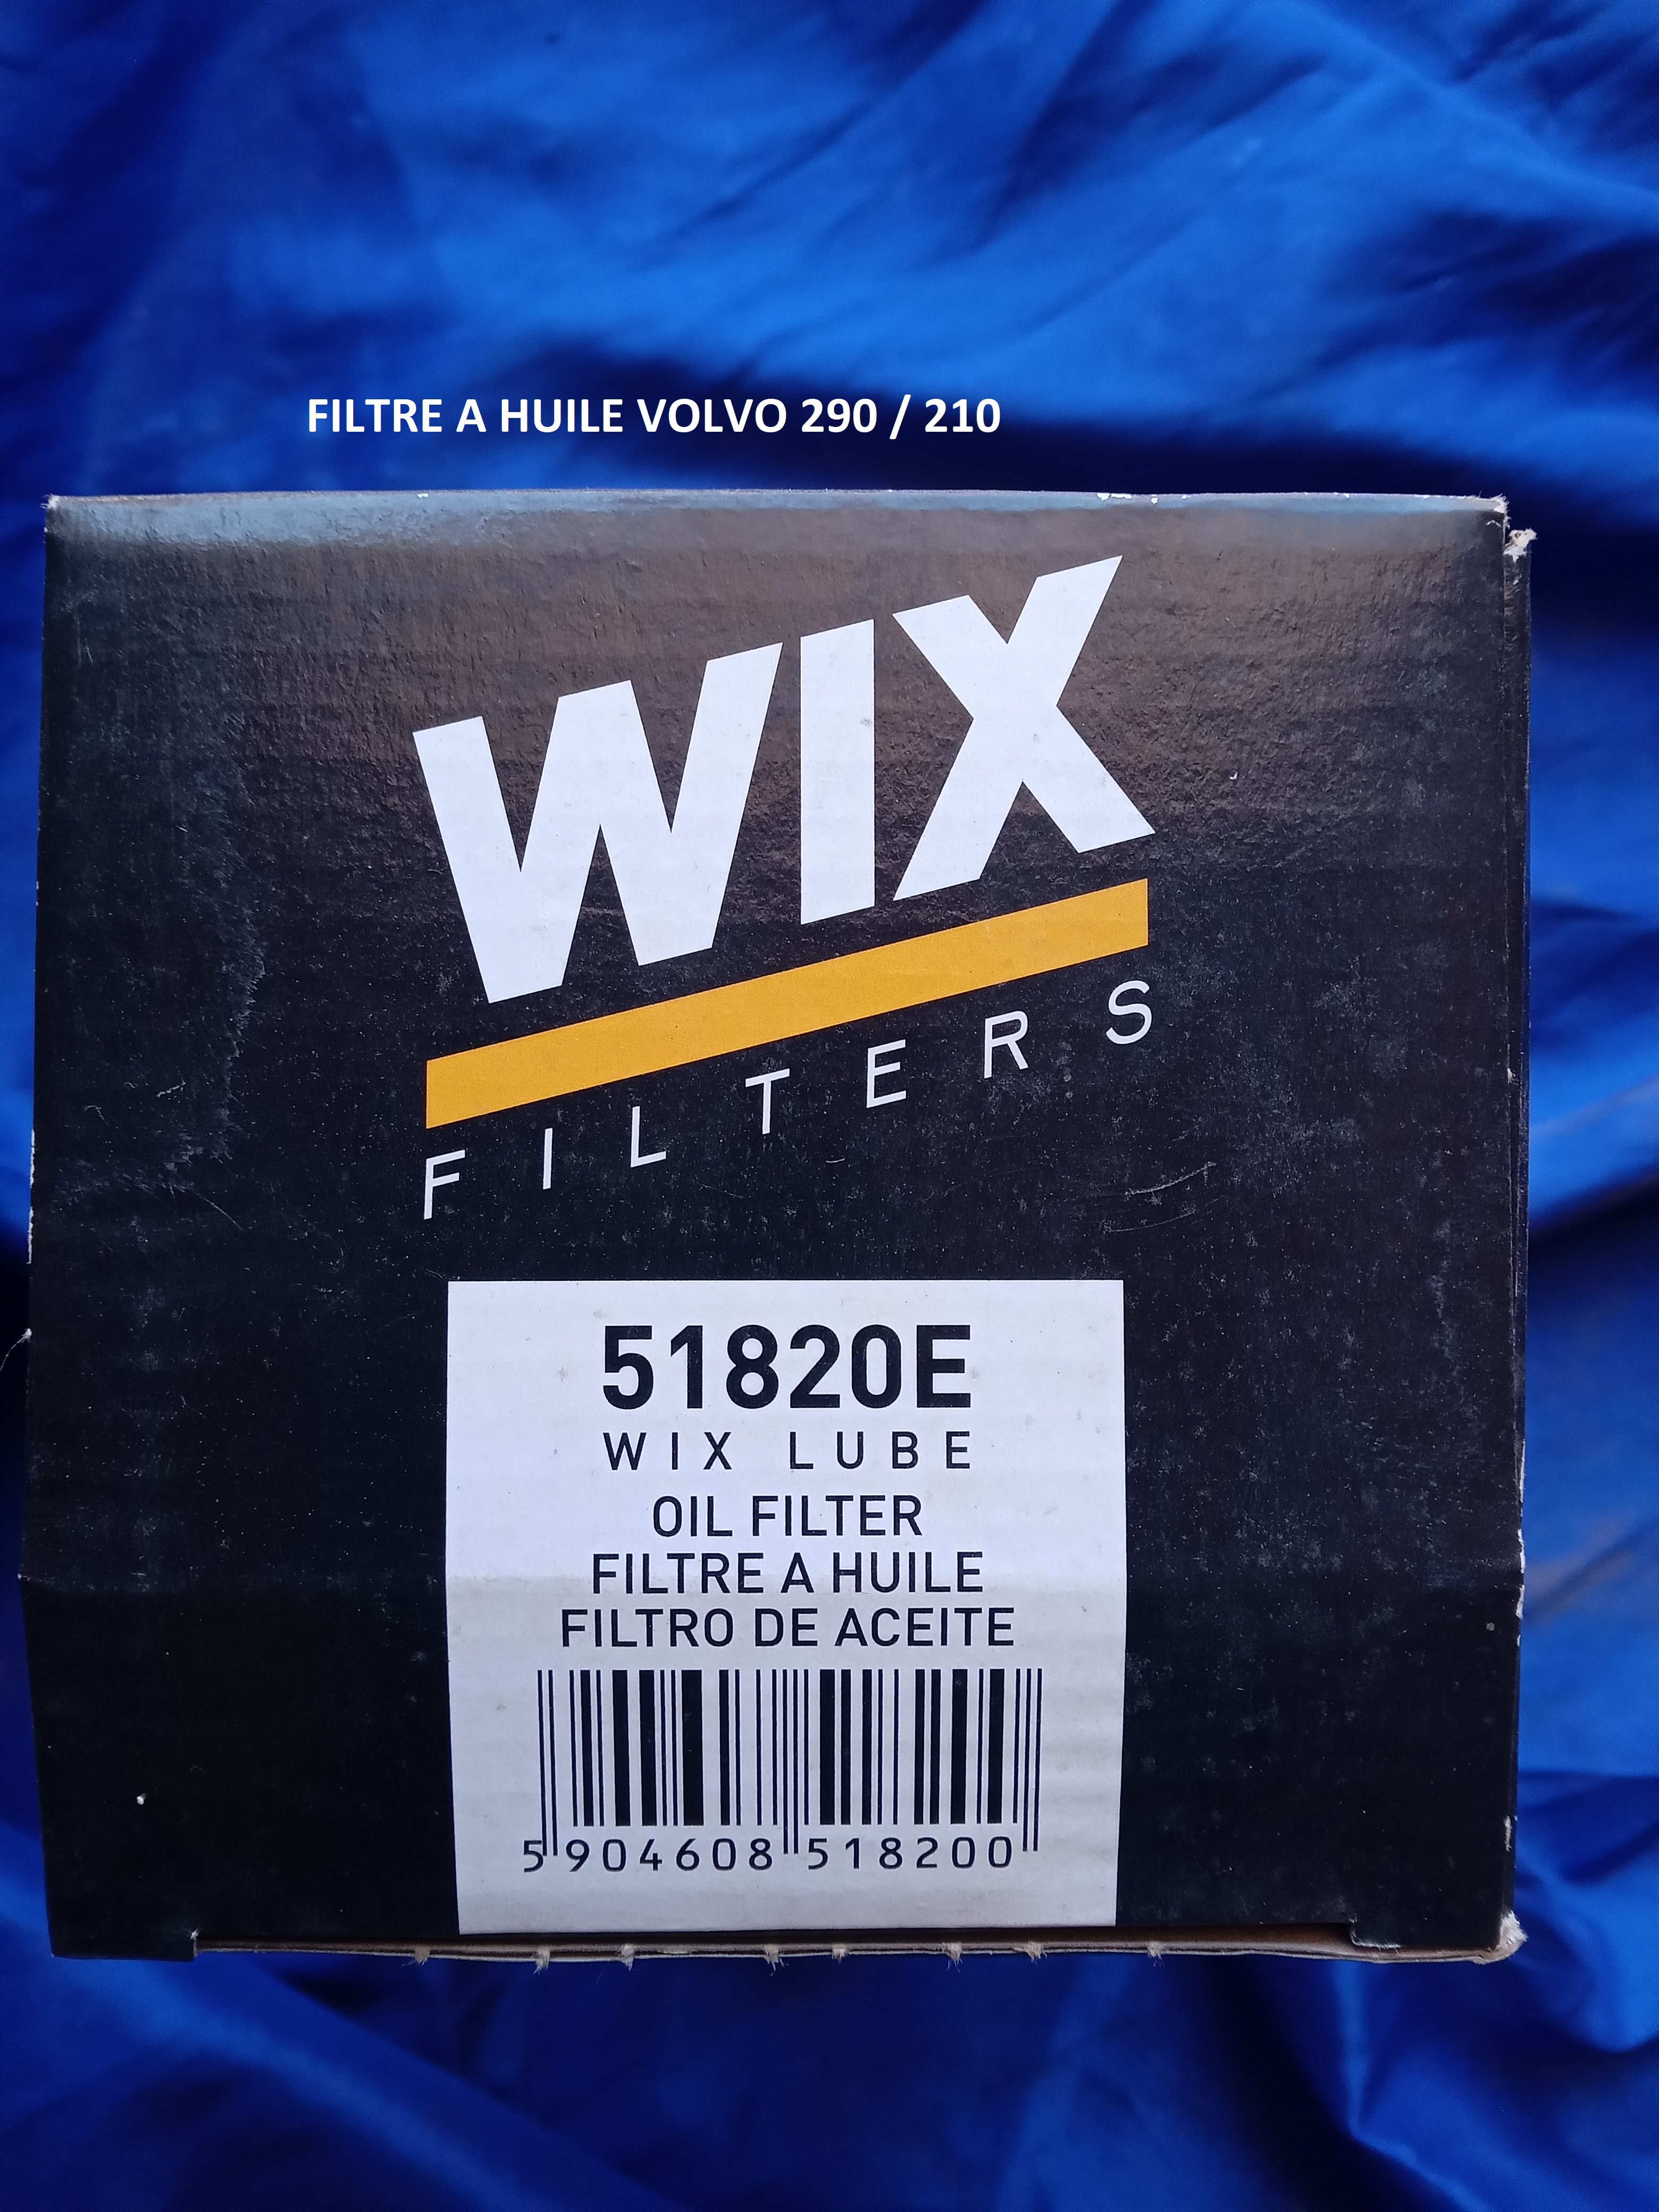 FILTRE A HUILE VOLVO 290 / 210
WIX
FILTERS
51820E
WIX LUBE
OIL FILTER
FILTRE A HUILE
FILTRO DE ACEITE
5 904608 518200